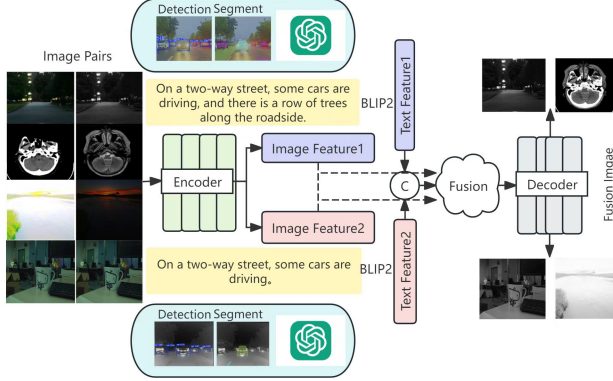 Detection Segment
Image Pairs
On a two-way street, some cars are
driving, and there is a row of trees
along the roadside.
BLIP2
Text Feature1
Encoder
Image Feature1
Image Feature2
C
Fusion
Decoder
Fusion Imgae
On a two-way street, some cars are
driving。
BLIP2
Text Feature2
Detection Segment